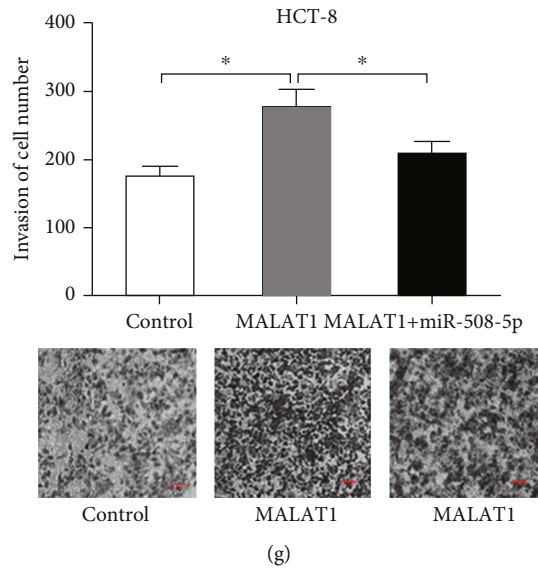 HCT-8
400
300
200
100
0
Invasion of cell number
* *
Control MALAT1 MALAT1+miR-508-5p
Control MALAT1 MALAT1
(g)